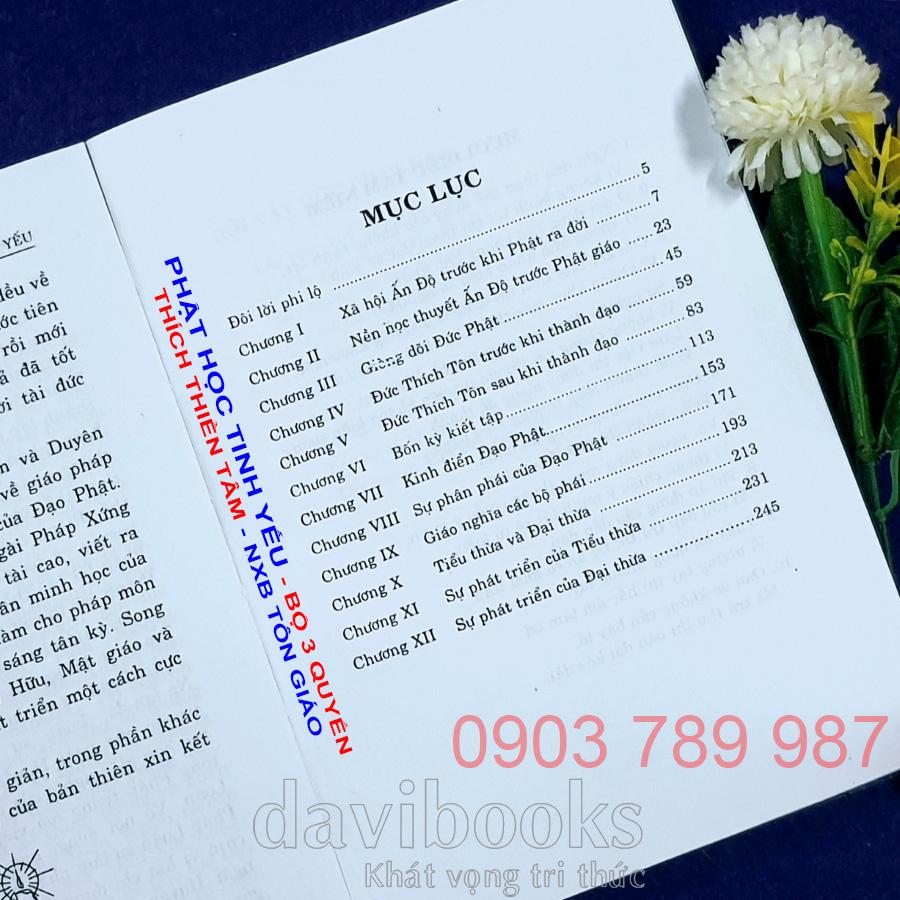 YẾU
đều về
ớc tiên
rồi mới
ả đã tốt
ời tài đức
n và Duyên
về giáo pháp
của Đạo Phật.
gài Pháp Xứng
tài cao, viết ra
ân minh học của
làm cho pháp môn
sáng tân kỳ. Song
Hữu, Mật giáo và
t triển một cách cực
giản, trong phần khác
của bản thiên xin kết
MỤC LỤC
Đôi lời phi lộ ........ 5
Chương I Xã hội Ấn Độ trước khi Phật ra đời ........ 7
Chương II Nền học thuyết Ấn Độ trước Phật giáo ..... 23
Chương III Giòng dõi Đức Phật ........ 45
Chương IV Đức Thích Tôn trước khi thành đạo ........ 59
Chương V Đức Thích Tôn sau khi thành đạo ........ 83
Chương VI Bốn kỳ kiết tập ........ 113
Chương VII Kinh điển Đạo Phật ........ 153
Chương VIII Sự phân phái của Đạo Phật ........ 171
Chương IX Giáo nghĩa các bộ phái ........ 193
Chương X Tiểu thừa và Đại thừa ........ 213
Chương XI Sự phát triển của Tiểu thừa ........ 231
Chương XII Sự phát triển của Đại thừa ........ 245
PHẬT HỌC TINH YẾU - BỘ 3 QUYỂN
THÍCH THIỀN TÂM - NXB TÔN GIÁO
0903 789 987
davibooks
Khát vọng tri thức